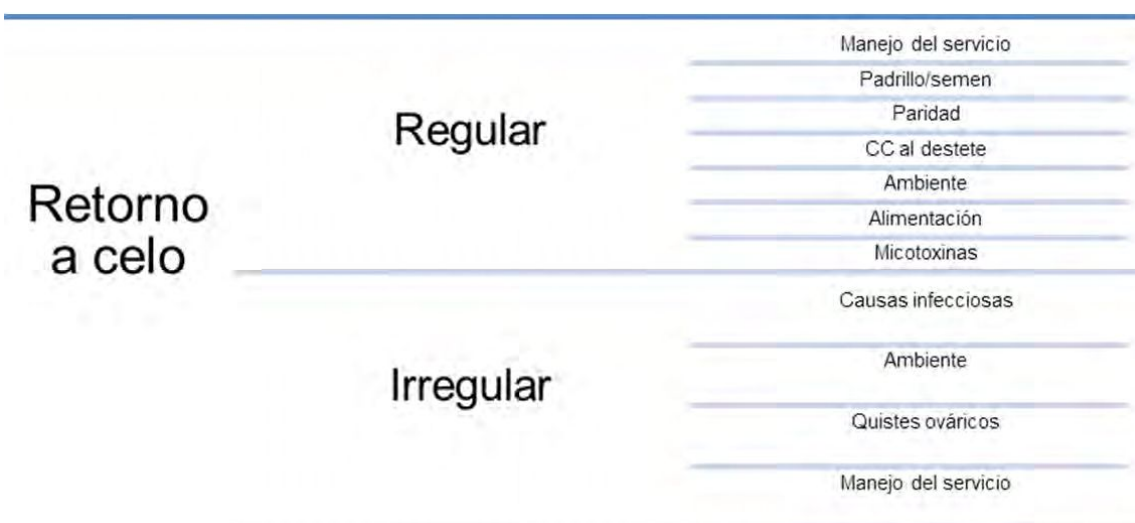 Retorno
a celo
Regular
Manejo del servicio
Padrillo/semen
Paridad
CC al destete
Ambiente
Alimentación
Micotoxinas
Irregular
Causas infecciosas
Ambiente
Quistes ováricos
Manejo del servicio